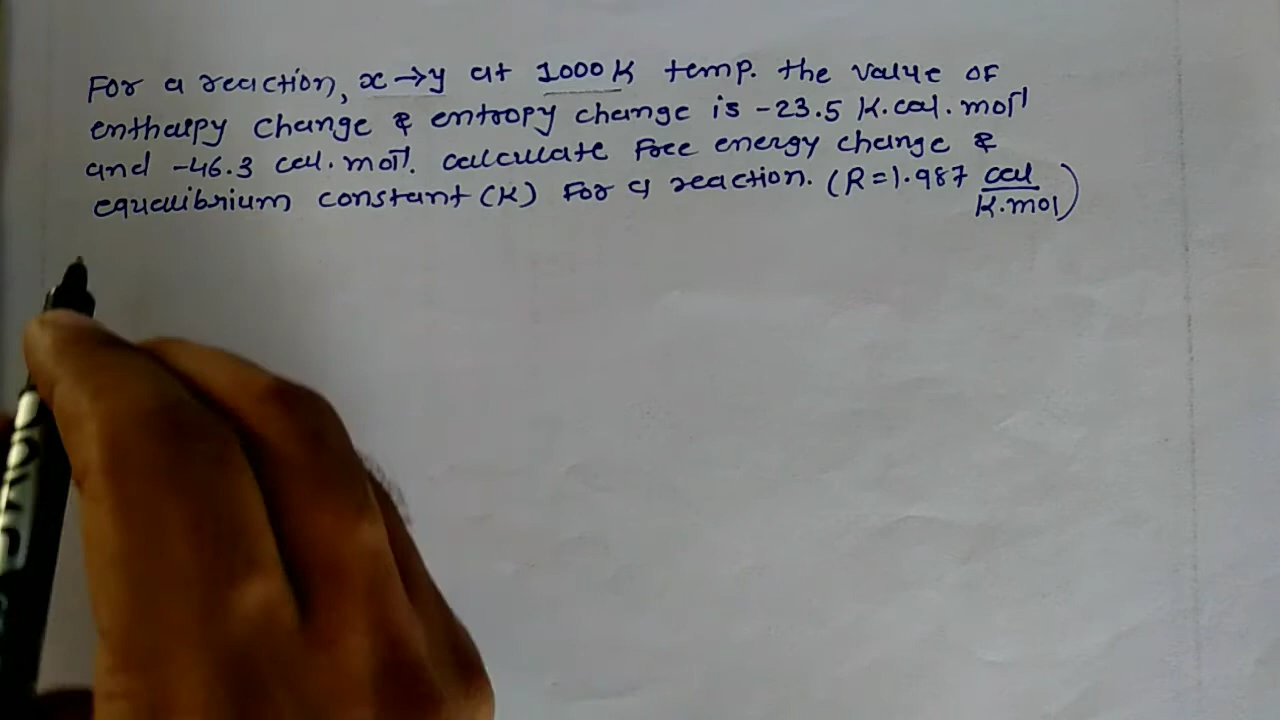 For a reaction, x→y at 1000K temp. the value of
enthalpy change & entropy change is -23.5 K.cal.mol⁻¹
and -46.3 cal.mol⁻¹. calculate free energy change &
equalibrium constant (K) for a reaction. (R=1.987 cal/K.mol)